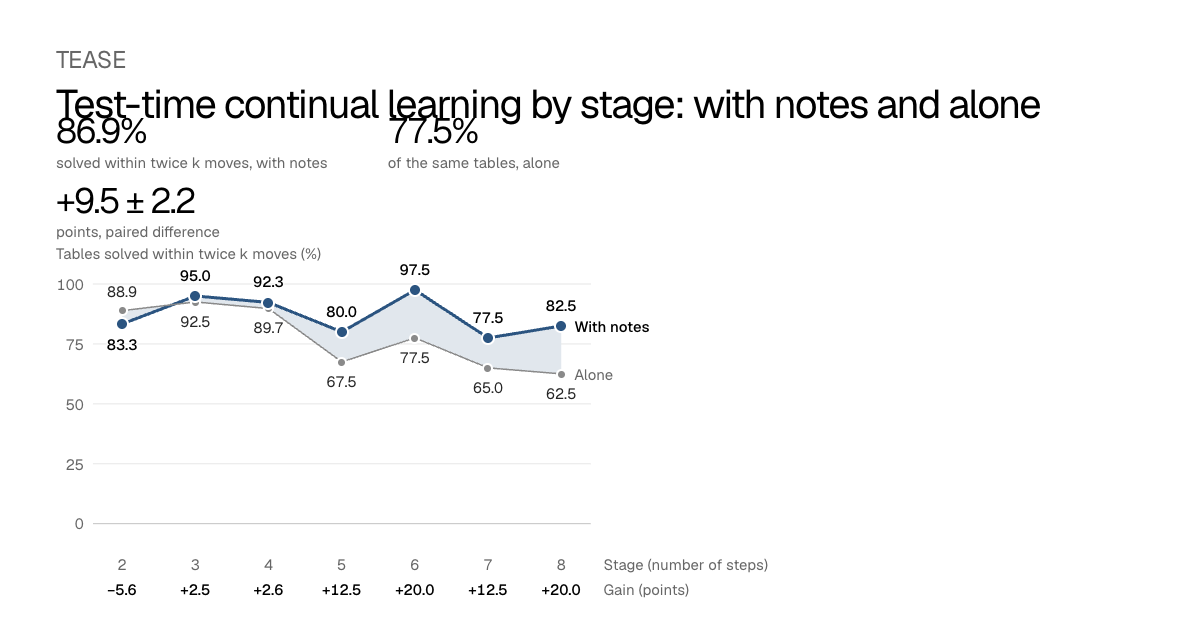 TEASE
Test-time continual learning by stage: with notes and alone
86.9% 77.5%
solved within twice k moves, with notes of the same tables, alone
+9.5 ± 2.2
points, paired difference
Tables solved within twice k moves (%)
97.5
95.0 92.3
100 88.9
80.0 77.5 82.5
92.5 89.7 With notes
83.3
75
77.5
Alone
67.5 65.0 62.5
50
25
0
2 3 4 5 6 7 8 Stage (number of steps)
−5.6 +2.5 +2.6 +12.5 +20.0 +12.5 +20.0 Gain (points)